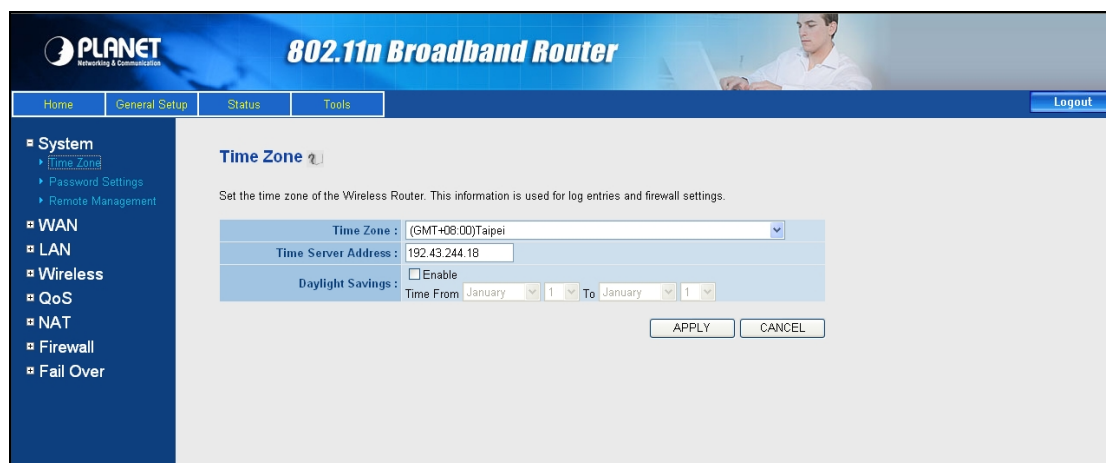 PLANET
Networking & Communication
802.11n Broadband Router
Home General Setup Status Tools Logout
System
Time Zone
Password Settings
Remote Management
WAN
LAN
Wireless
QoS
NAT
Firewall
Fail Over
Time Zone
Set the time zone of the Wireless Router. This information is used for log entries and firewall settings.
Time Zone : (GMT+08:00)Taipei
Time Server Address : 192.43.244.18
Daylight Savings : Enable
Time From January 1 To January 1
APPLY CANCEL